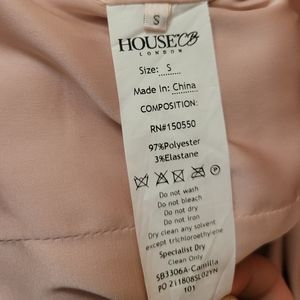 S
HOUSE OF CB
LONDON
Size: S
Made In: China
COMPOSITION:
RN#150550
97%Polyester
3%Elastane
Do not wash
Do not bleach
Do not dry
Do not iron
Dry clean any solvent
except trichloroethylene
Specialist Dry
Clean Only
SB3306A-Camilla
PO 211808SL02YN
101